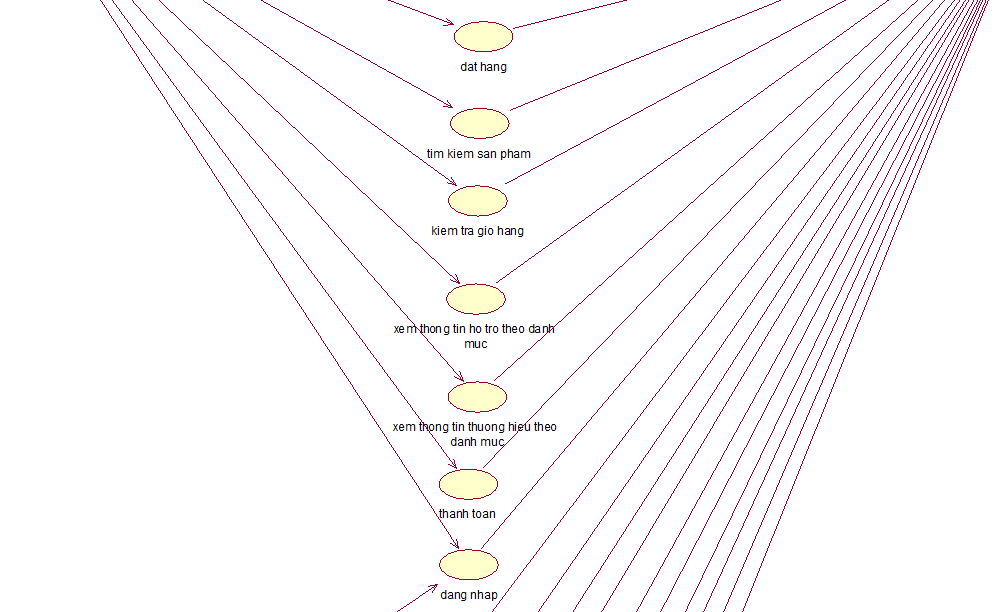 dat hang
tim kiem san pham
kiem tra gio hang
xem thong tin ho tro theo danh
muc
xem thong tin thuong hieu theo
danh muc
thanh toan
dang nhap